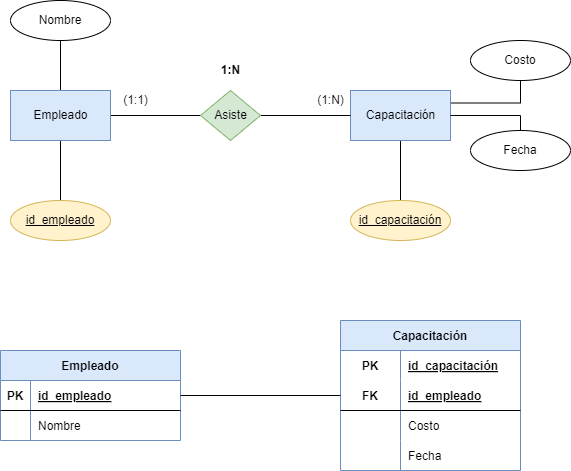 Nombre
Costo
1:N
(1:1)
(1:N)
Empleado
Asiste
Capacitación
Fecha
id_empleado
id_capacitación
Capacitación
Empleado
PK id_capacitación
PK id_empleado
FK id_empleado
Nombre
Costo
Fecha